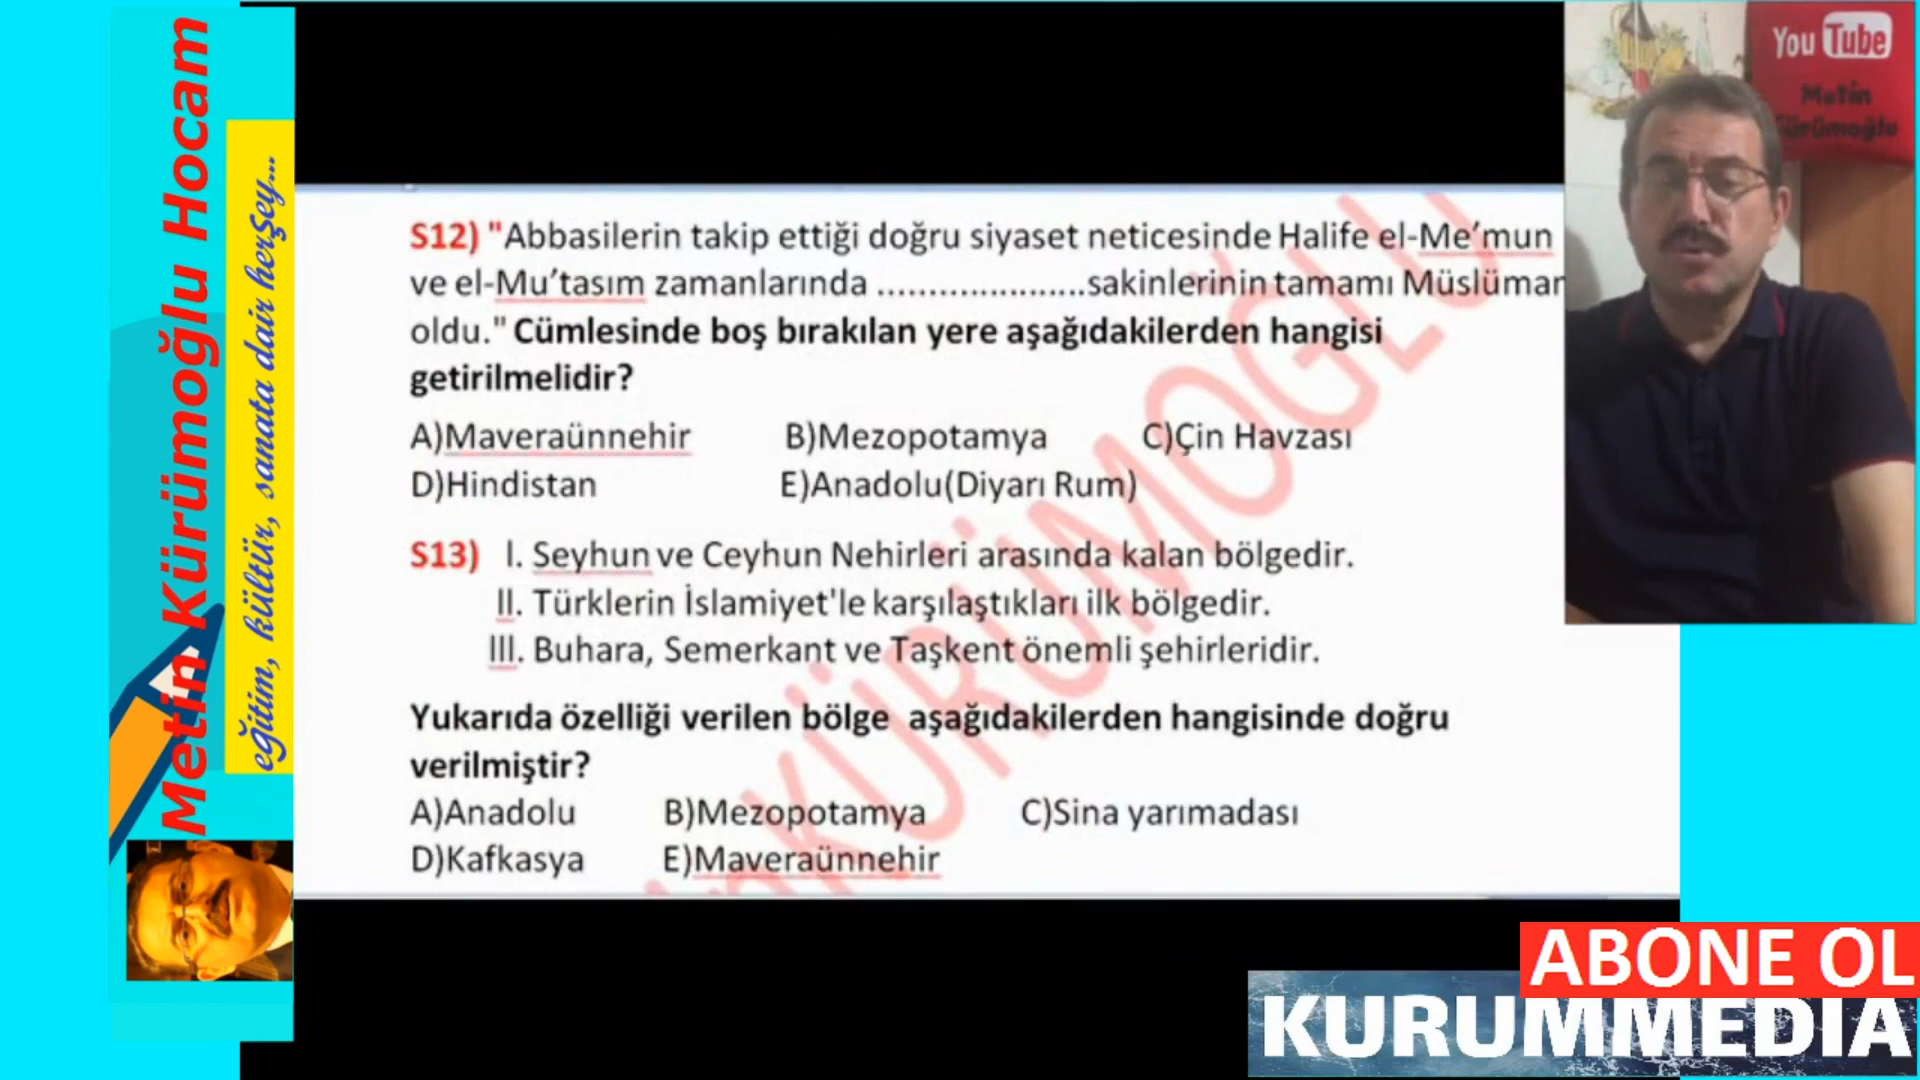 Metin Kürümoğlu Hocam
eğitim, kültür, sanata dair herşey...
You Tube
Metin
Kürümoğlu
S12) "Abbasilerin takip ettiği doğru siyaset neticesinde Halife el-Me'mun
ve el-Mu'tasım zamanlarında .....................sakinlerinin tamamı Müslüman
oldu." Cümlesinde boş bırakılan yere aşağıdakilerden hangisi
getirilmelidir?
A)Maveraünnehir B)Mezopotamya C)Çin Havzası
D)Hindistan E)Anadolu(Diyarı Rum)
S13) I. Seyhun ve Ceyhun Nehirleri arasında kalan bölgedir.
II. Türklerin İslamiyet'le karşılaştıkları ilk bölgedir.
III. Buhara, Semerkant ve Taşkent önemli şehirleridir.
Yukarıda özelliği verilen bölge aşağıdakilerden hangisinde doğru
verilmiştir?
A)Anadolu B)Mezopotamya C)Sina yarımadası
D)Kafkasya E)Maveraünnehir
KÜRÜMOĞLU
ABONE OL
KURUMMEDIA